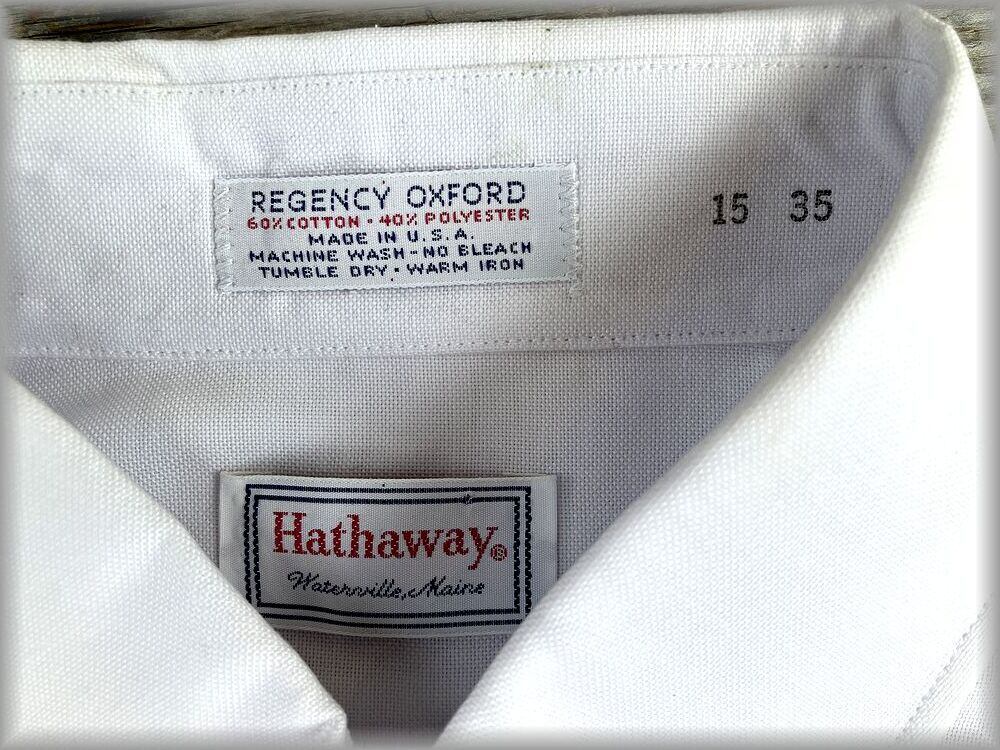 REGENCY OXFORD
60% COTTON • 40% POLYESTER
MADE IN U.S.A.
MACHINE WASH - NO BLEACH
TUMBLE DRY • WARM IRON
15 35
Hathaway®
Waterville, Maine